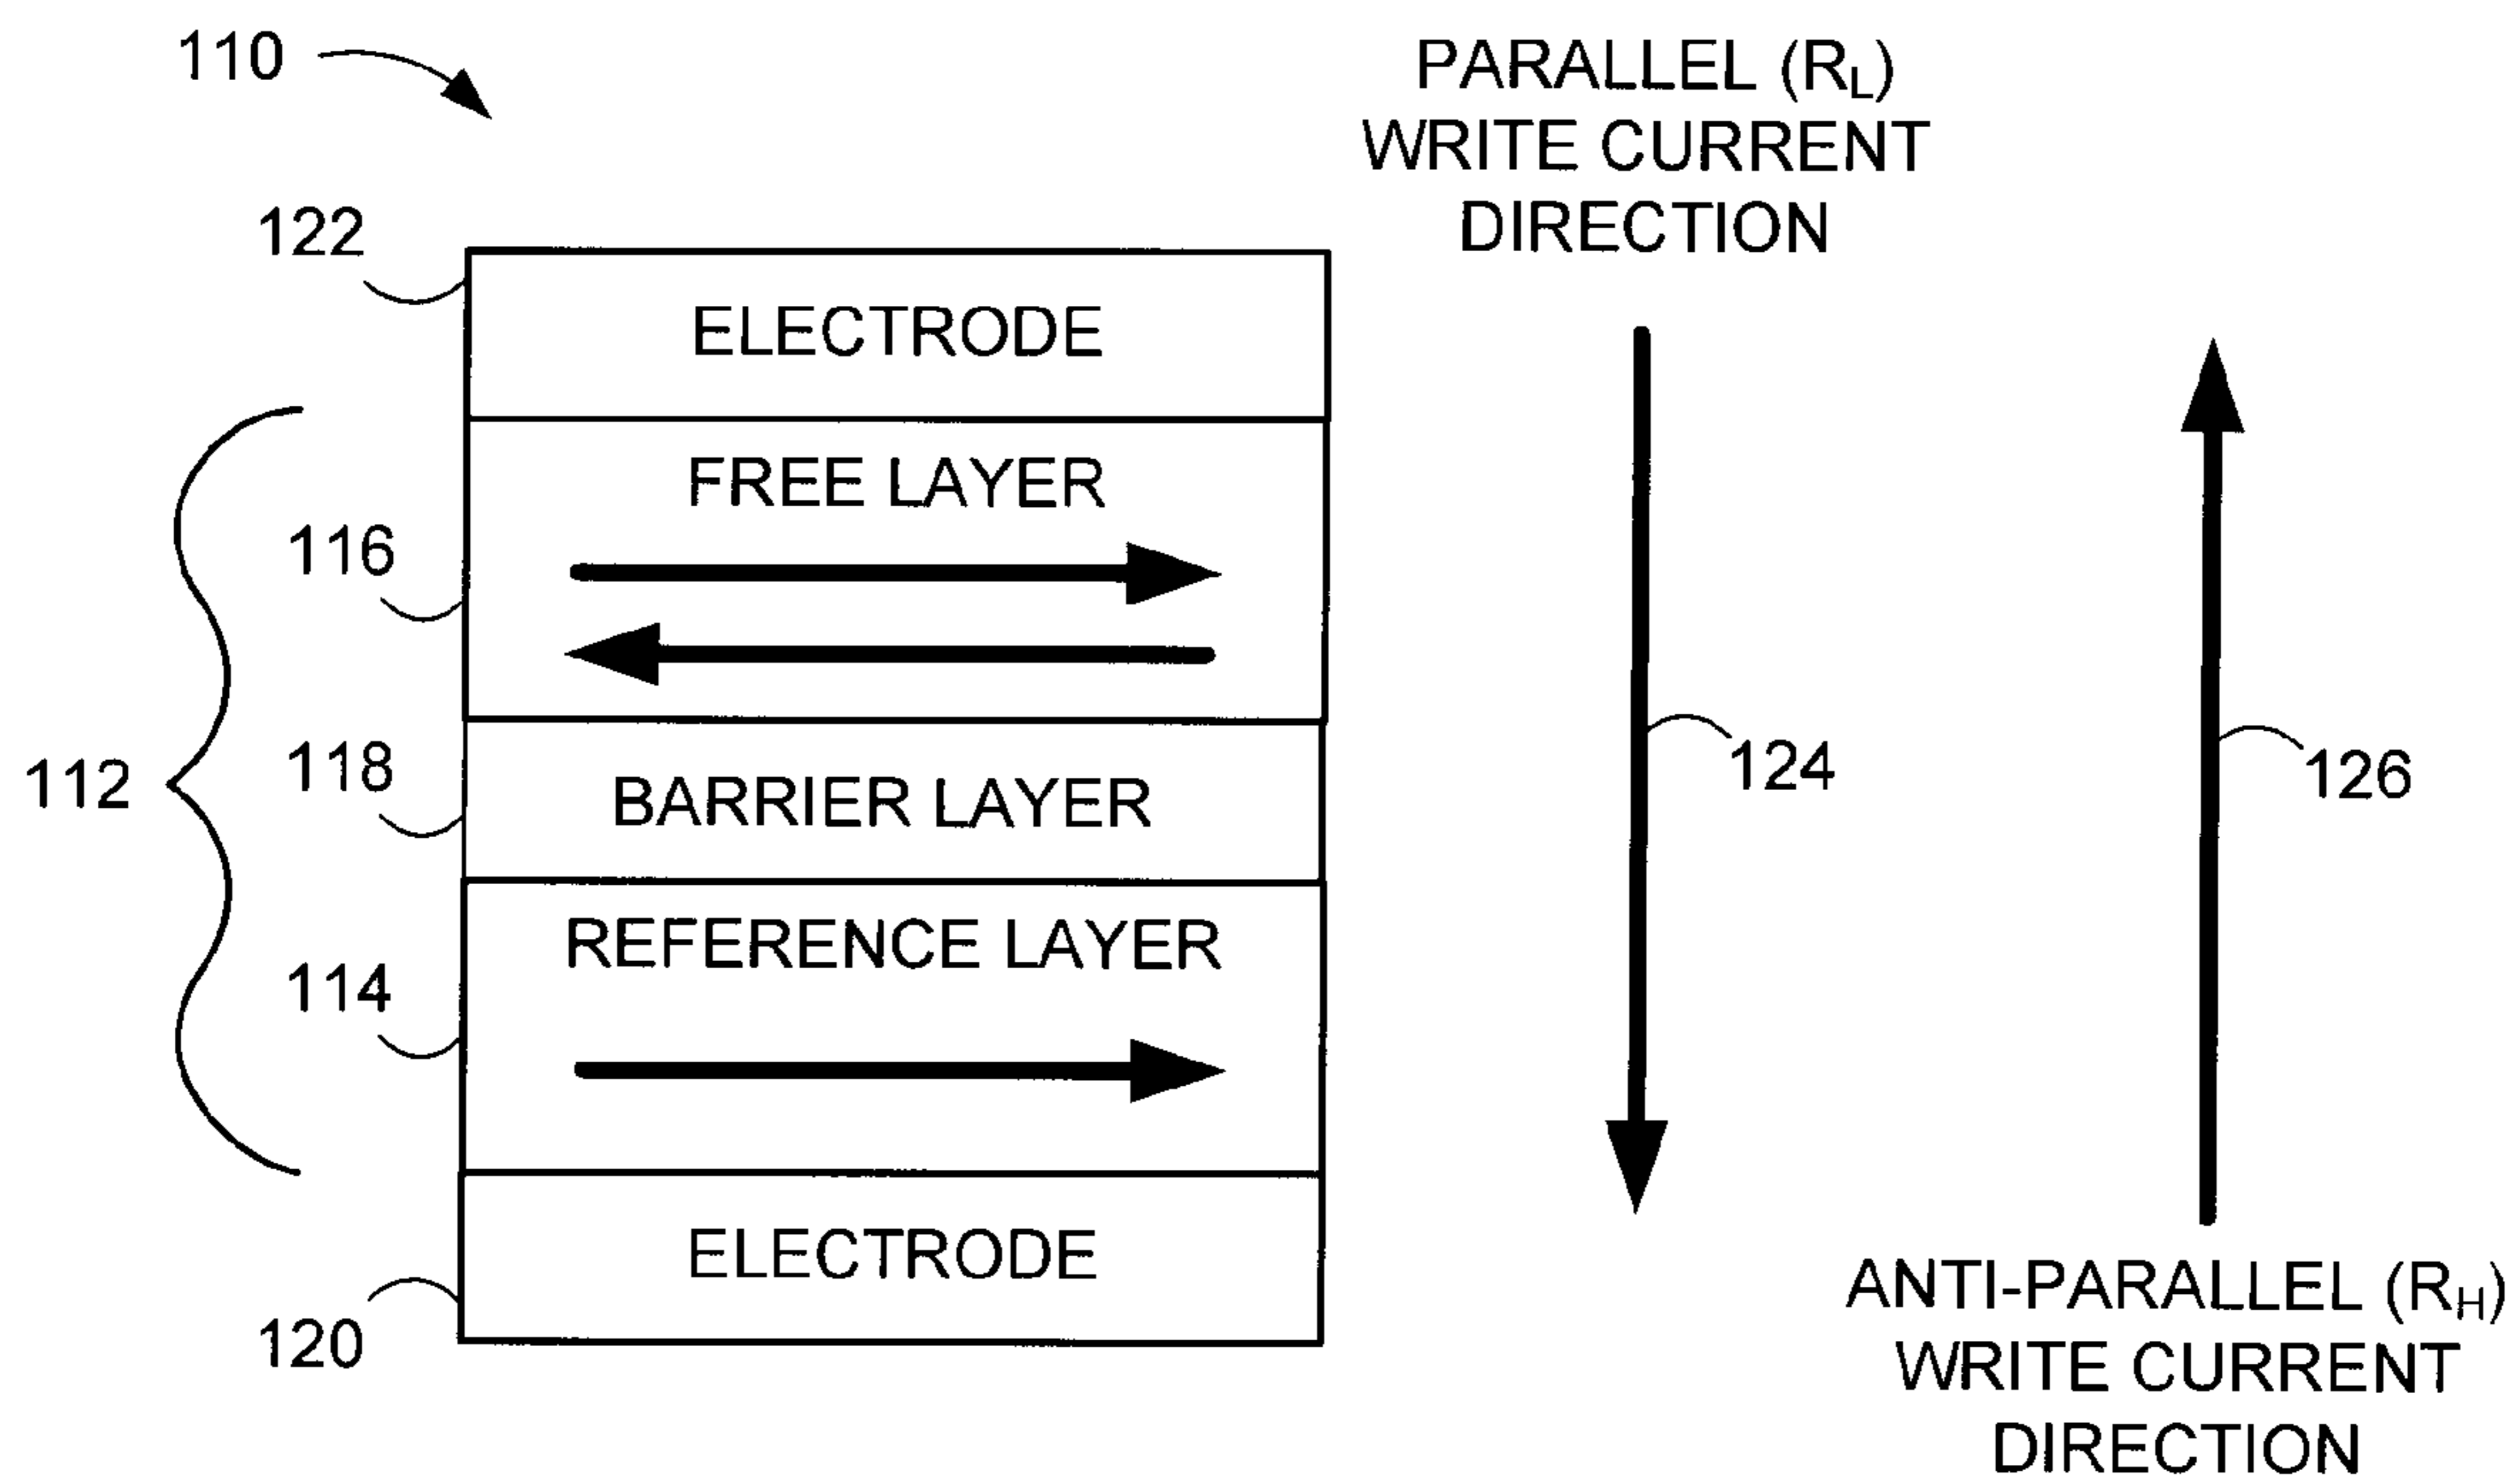 110
PARALLEL (RL)
WRITE CURRENT
DIRECTION
122
ELECTRODE
FREE LAYER
116
112
118
BARRIER LAYER
124
126
REFERENCE LAYER
114
ELECTRODE
120
ANTI-PARALLEL (RH)
WRITE CURRENT
DIRECTION